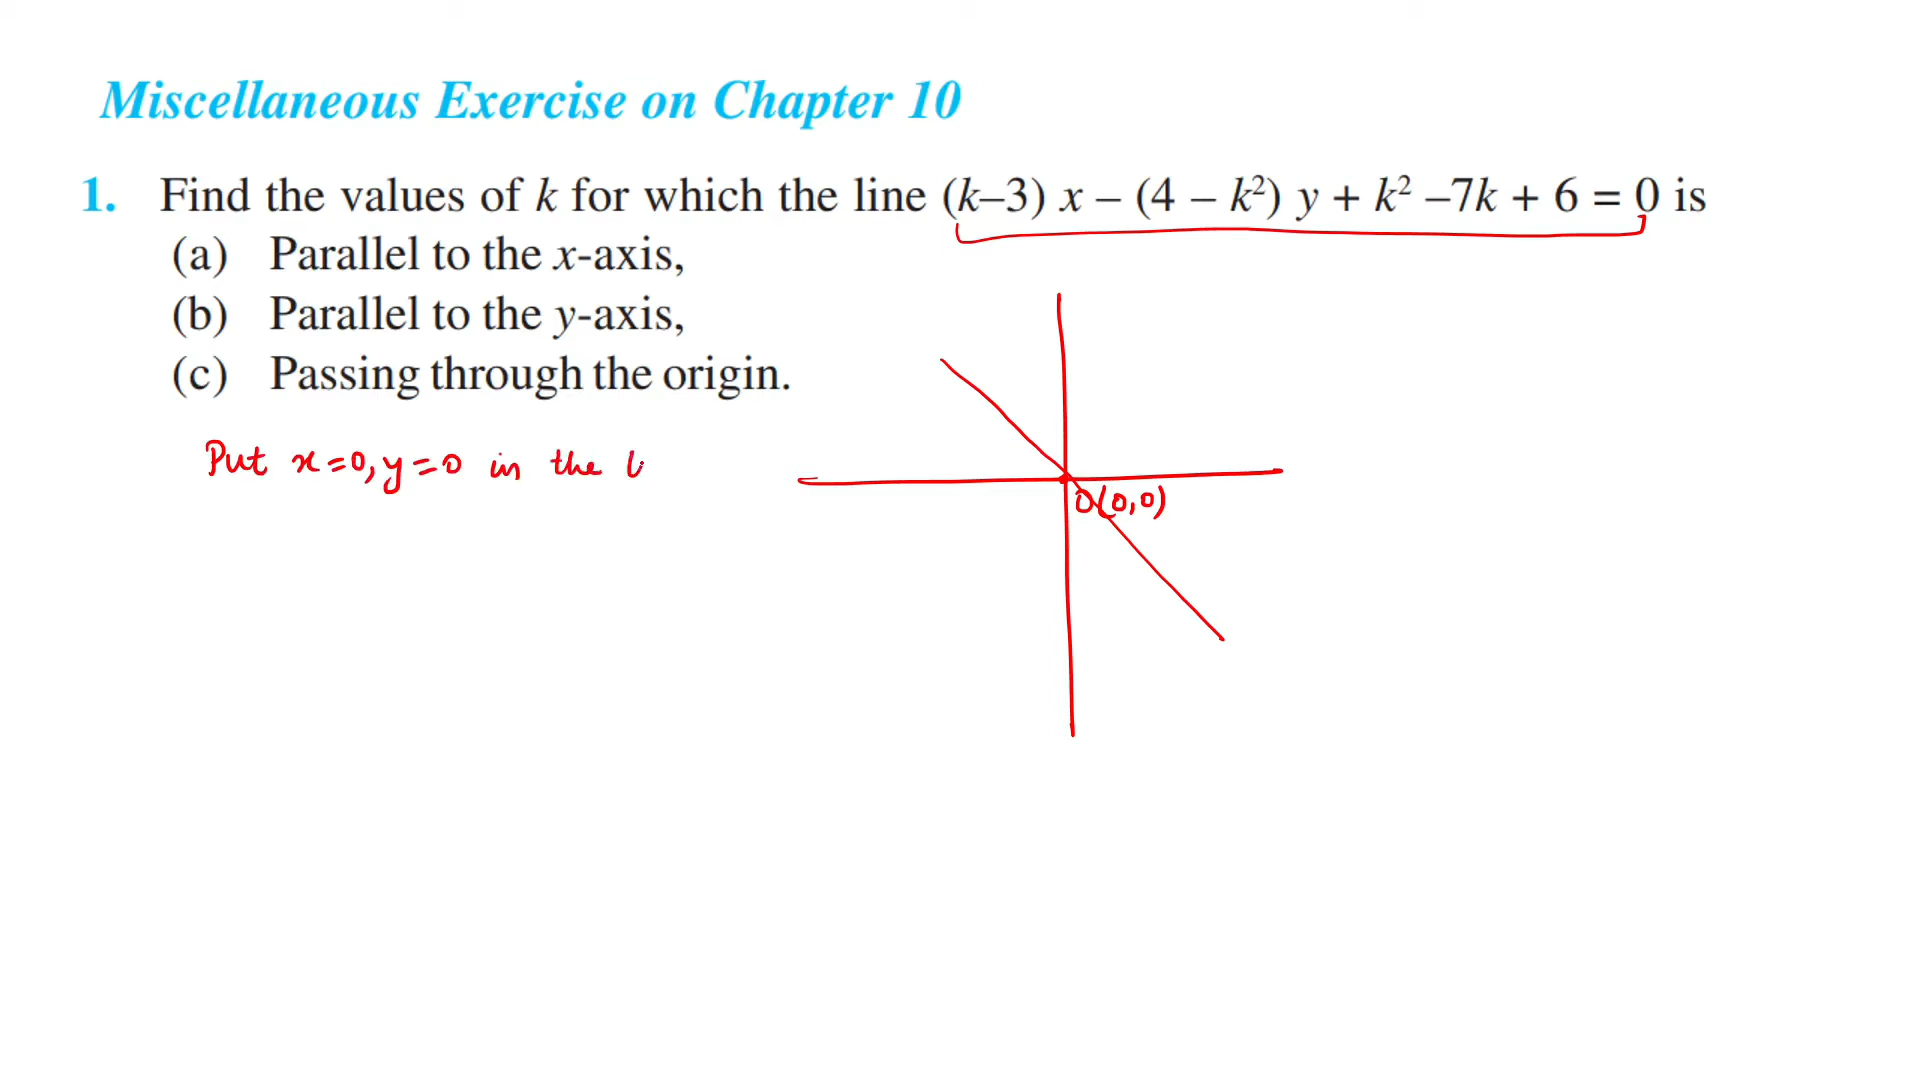 Miscellaneous Exercise on Chapter 10
1. Find the values of k for which the line (k–3) x – (4 – k²) y + k² –7k + 6 = 0 is
(a) Parallel to the x-axis,
(b) Parallel to the y-axis,
(c) Passing through the origin.
Put x=0, y=0 in the li
O(0,0)